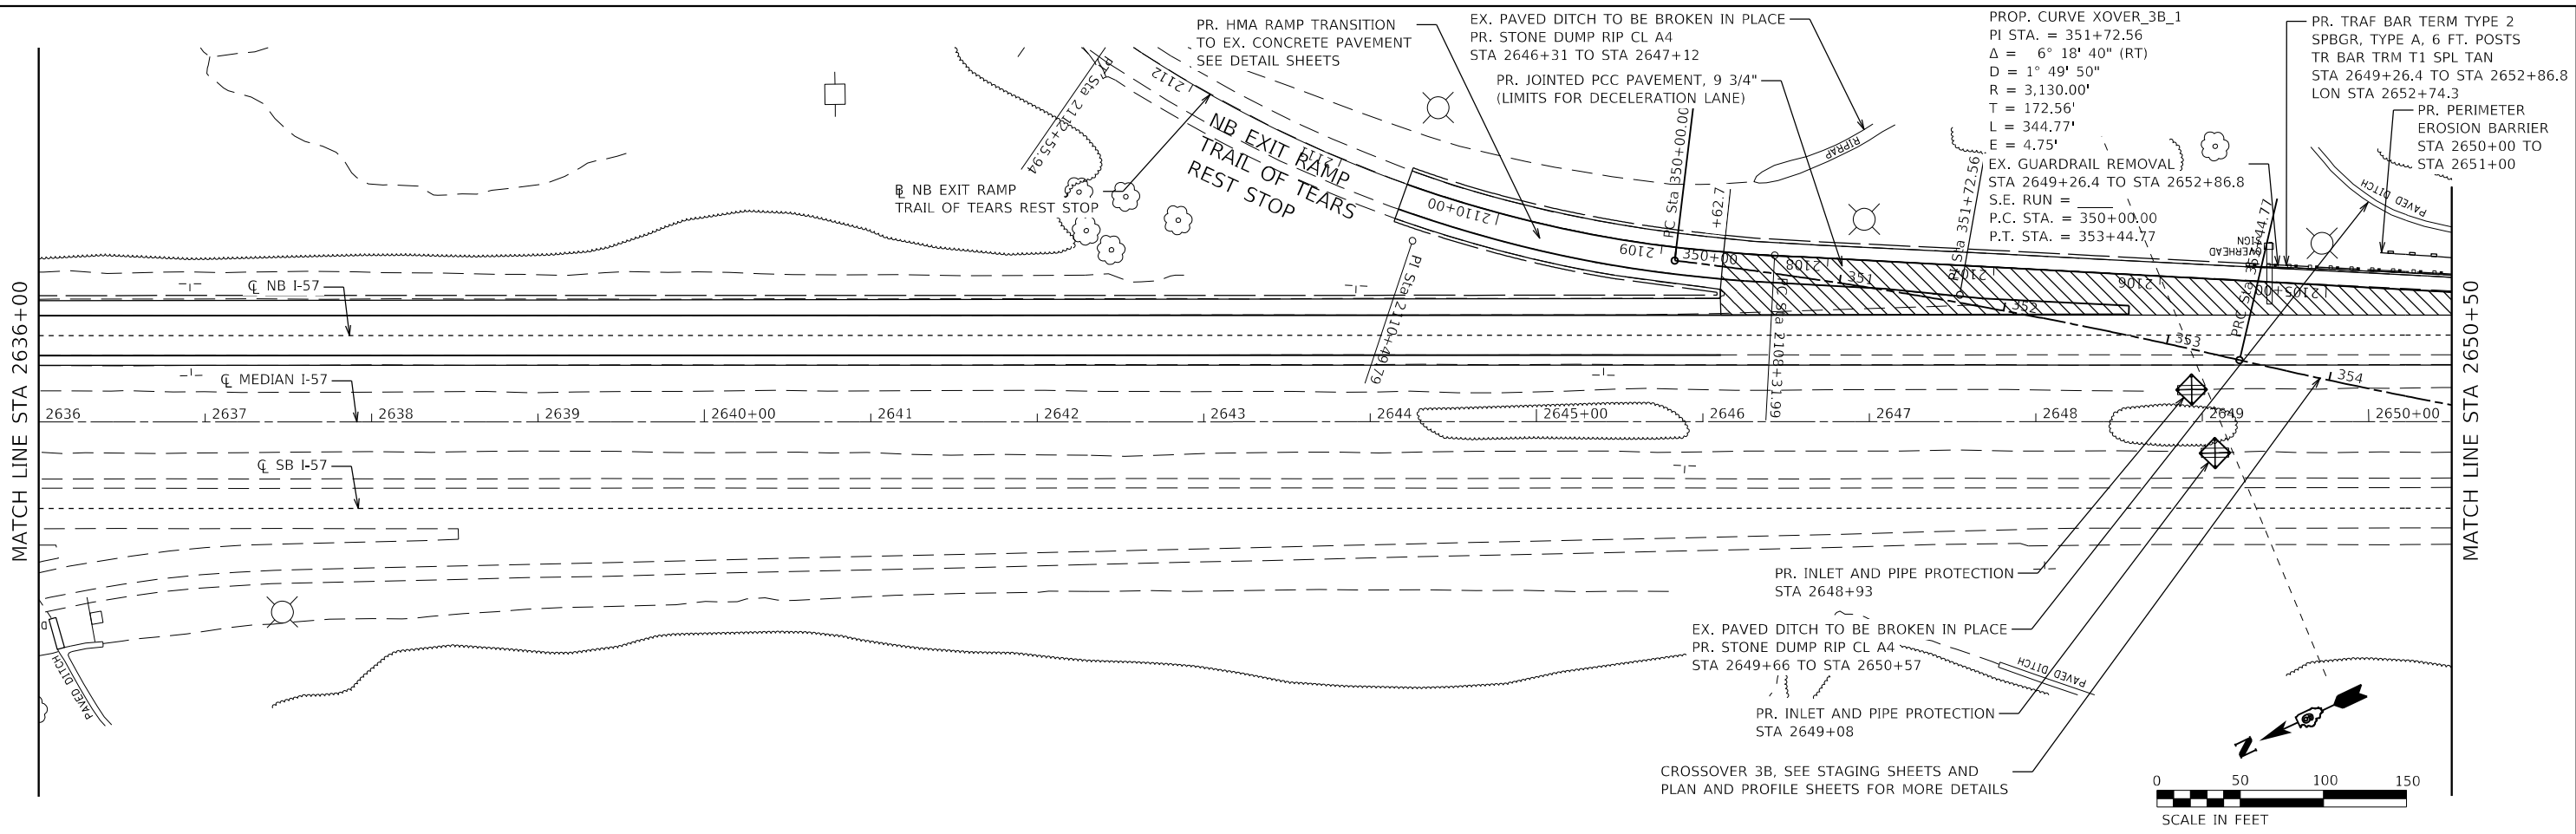 PR. HMA RAMP TRANSITION
TO EX. CONCRETE PAVEMENT
SEE DETAIL SHEETS
EX. PAVED DITCH TO BE BROKEN IN PLACE
PR. STONE DUMP RIP CL A4
STA 2646+31 TO STA 2647+12
PR. JOINTED PCC PAVEMENT, 9 3/4"
(LIMITS FOR DECELERATION LANE)
PROP. CURVE XOVER_3B_1
PI STA. = 351+72.56
Δ = 6° 18' 40" (RT)
D = 1° 49' 50"
R = 3,130.00'
T = 172.56'
L = 344.77'
E = 4.75'
EX. GUARDRAIL REMOVAL
STA 2649+26.4 TO STA 2652+86.8
S.E. RUN = ____
P.C. STA. = 350+00.00
P.T. STA. = 353+44.77
PR. TRAF BAR TERM TYPE 2
SPBGR, TYPE A, 6 FT. POSTS
TR BAR TRM T1 SPL TAN
STA 2649+26.4 TO STA 2652+86.8
LON STA 2652+74.3
PR. PERIMETER
EROSION BARRIER
STA 2650+00 TO
STA 2651+00
PT Sta 2112+55.94
2112
2111
NB EXIT RAMP
TRAIL OF TEARS
REST STOP
℄ NB EXIT RAMP
TRAIL OF TEARS REST STOP
2110+00
2109
2108
2107
2106
2105+00
PC Sta 350+00.00
+62.7
RIPRAP
PI Sta 351+72.56
OVERHEAD
SIGN
PAVED DITCH
350+00
351
352
353
354
PI Sta 2110+49.79
PC Sta 2108+31.99
MATCH LINE STA 2636+00
MATCH LINE STA 2650+50
℄ NB I-57
℄ MEDIAN I-57
℄ SB I-57
2636
2637
2638
2639
2640+00
2641
2642
2643
2644
2645+00
2646
2647
2648
2649
2650+00
PR. INLET AND PIPE PROTECTION
STA 2648+93
EX. PAVED DITCH TO BE BROKEN IN PLACE
PR. STONE DUMP RIP CL A4
STA 2649+66 TO STA 2650+57
PAVED DITCH
PR. INLET AND PIPE PROTECTION
STA 2649+08
CROSSOVER 3B, SEE STAGING SHEETS AND
PLAN AND PROFILE SHEETS FOR MORE DETAILS
D
PAVED DITCH
N
0 50 100 150
SCALE IN FEET